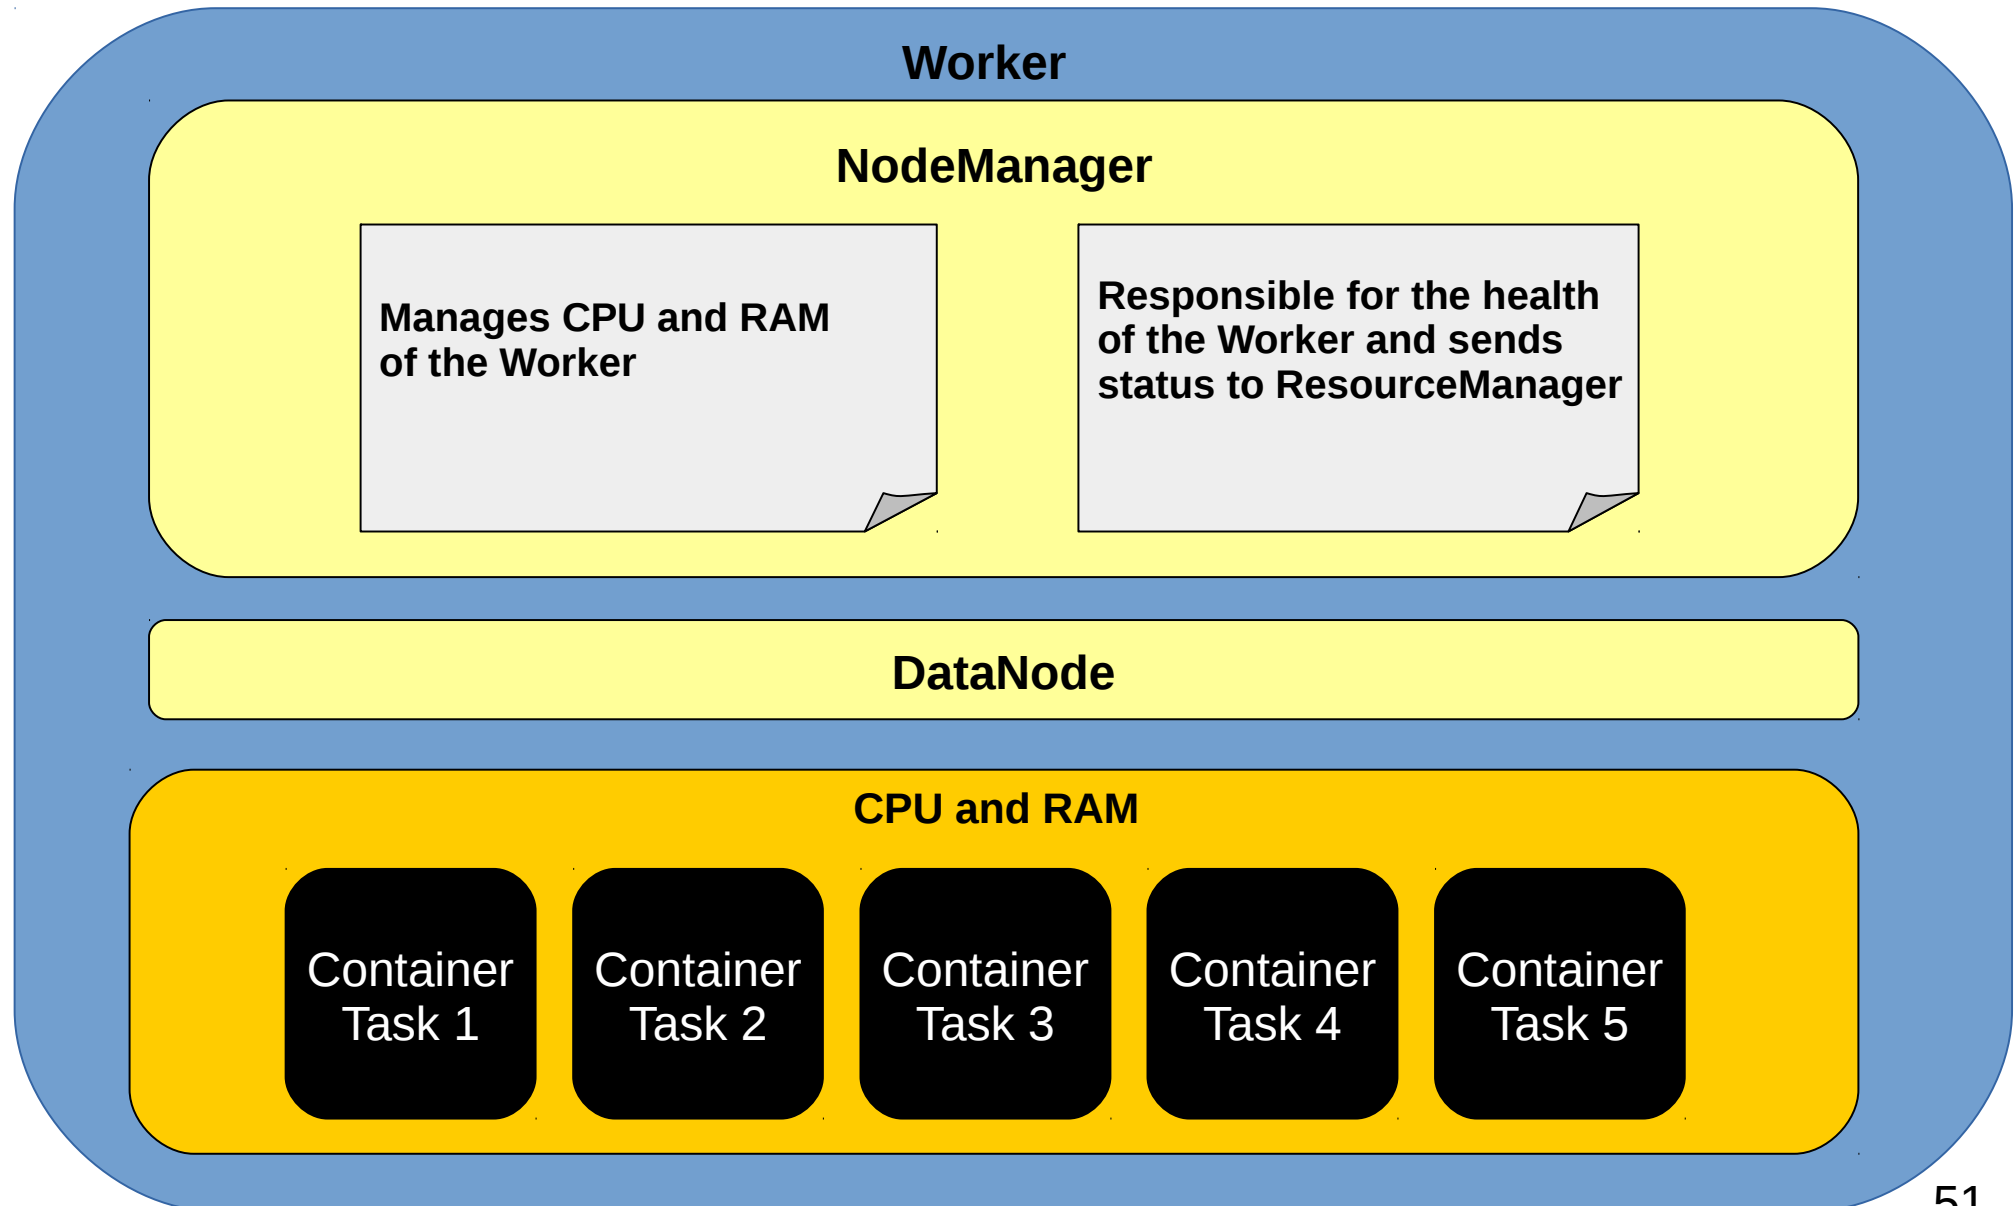 Worker
NodeManager
Manages CPU and RAM
of the Worker
Responsible for the health
of the Worker and sends
status to ResourceManager
DataNode
CPU and RAM
Container
Task 1
Container
Task 2
Container
Task 3
Container
Task 4
Container
Task 5
51